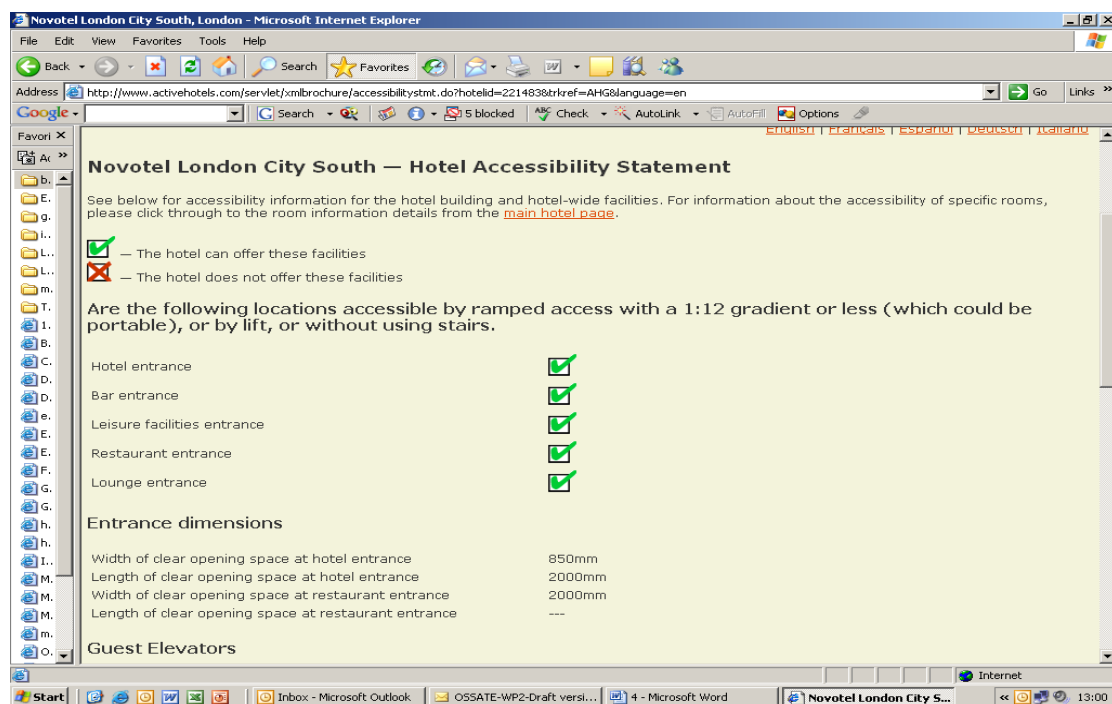 Novotel London City South, London - Microsoft Internet Explorer
File Edit View Favorites Tools Help
Back Search Favorites
Address http://www.activehotels.com/servlet/xmlbrochure/accessibilitystmt.do?hotelid=221483&trkref=AHG&language=en Go Links »
Google Search 5 blocked ABC Check AutoLink AutoFill Options
Favori English | Français | Español | Deutsch | Italiano
Novotel London City South — Hotel Accessibility Statement
See below for accessibility information for the hotel building and hotel-wide facilities. For information about the accessibility of specific rooms,
please click through to the room information details from the main hotel page.
— The hotel can offer these facilities
— The hotel does not offer these facilities
Are the following locations accessible by ramped access with a 1:12 gradient or less (which could be
portable), or by lift, or without using stairs.
Hotel entrance
Bar entrance
Leisure facilities entrance
Restaurant entrance
Lounge entrance
Entrance dimensions
Width of clear opening space at hotel entrance 850mm
Length of clear opening space at hotel entrance 2000mm
Width of clear opening space at restaurant entrance 2000mm
Length of clear opening space at restaurant entrance ---
Guest Elevators
b.
E.
g.
i..
L..
L..
m.
T.
1.
B.
C.
D.
D.
e.
E.
E.
F.
G.
G.
h.
h.
I..
M.
M.
M.
m.
O.
Internet
Start Inbox - Microsoft Outlook OSSATE-WP2-Draft versi... 4 - Microsoft Word Novotel London City S... « 13:00